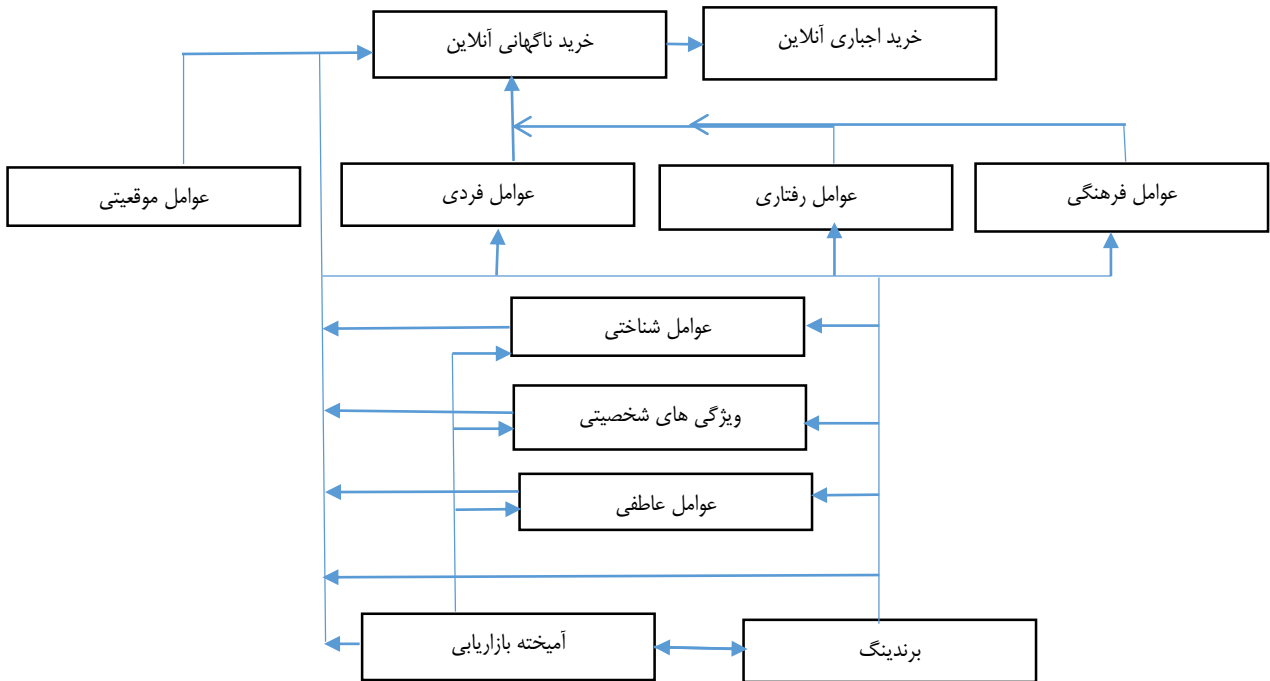 خرید اجباری آنلاین
خرید ناگهانی آنلاین
عوامل فرهنگی
عوامل رفتاری
عوامل فردی
عوامل موقعیتی
عوامل شناختی
ویژگی های شخصیتی
عوامل عاطفی
برندینگ
آمیخته بازاریابی